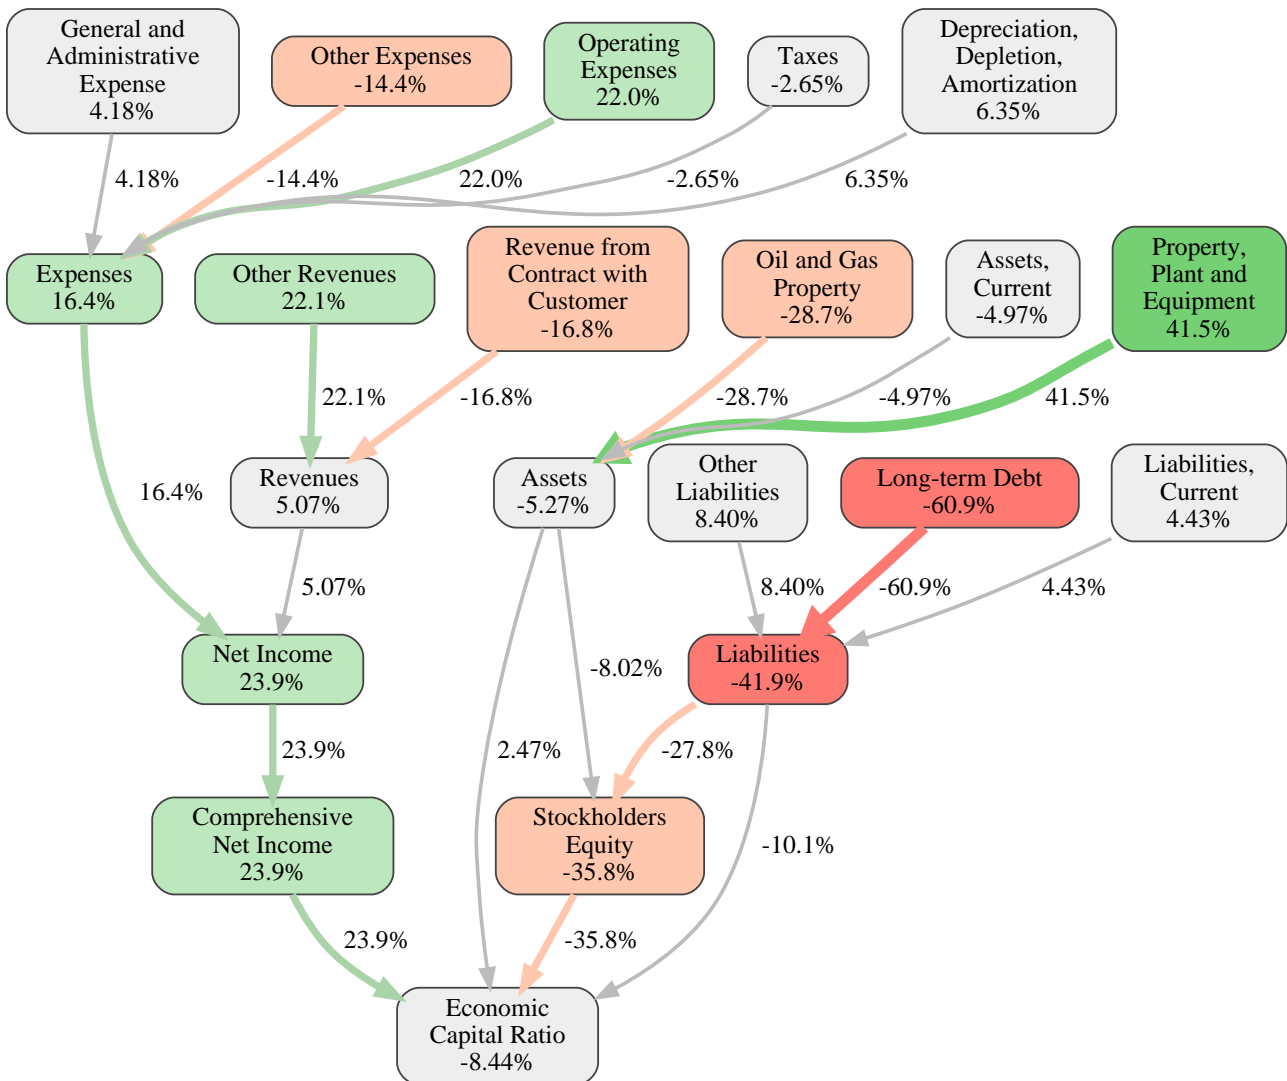 General and
Administrative
Expense
4.18%
Other Expenses
-14.4%
Operating
Expenses
22.0%
Taxes
-2.65%
Depreciation,
Depletion,
Amortization
6.35%
4.18%
-14.4%
22.0%
-2.65%
6.35%
Expenses
16.4%
Other Revenues
22.1%
Revenue from
Contract with
Customer
-16.8%
Oil and Gas
Property
-28.7%
Assets,
Current
-4.97%
Property,
Plant and
Equipment
41.5%
22.1%
-16.8%
-28.7%
-4.97%
41.5%
16.4%
Revenues
5.07%
Assets
-5.27%
Other
Liabilities
8.40%
Long-term Debt
-60.9%
Liabilities,
Current
4.43%
5.07%
8.40%
-60.9%
4.43%
Net Income
23.9%
-8.02%
Liabilities
-41.9%
23.9%
2.47%
-27.8%
Comprehensive
Net Income
23.9%
Stockholders
Equity
-35.8%
-10.1%
23.9%
-35.8%
Economic
Capital Ratio
-8.44%